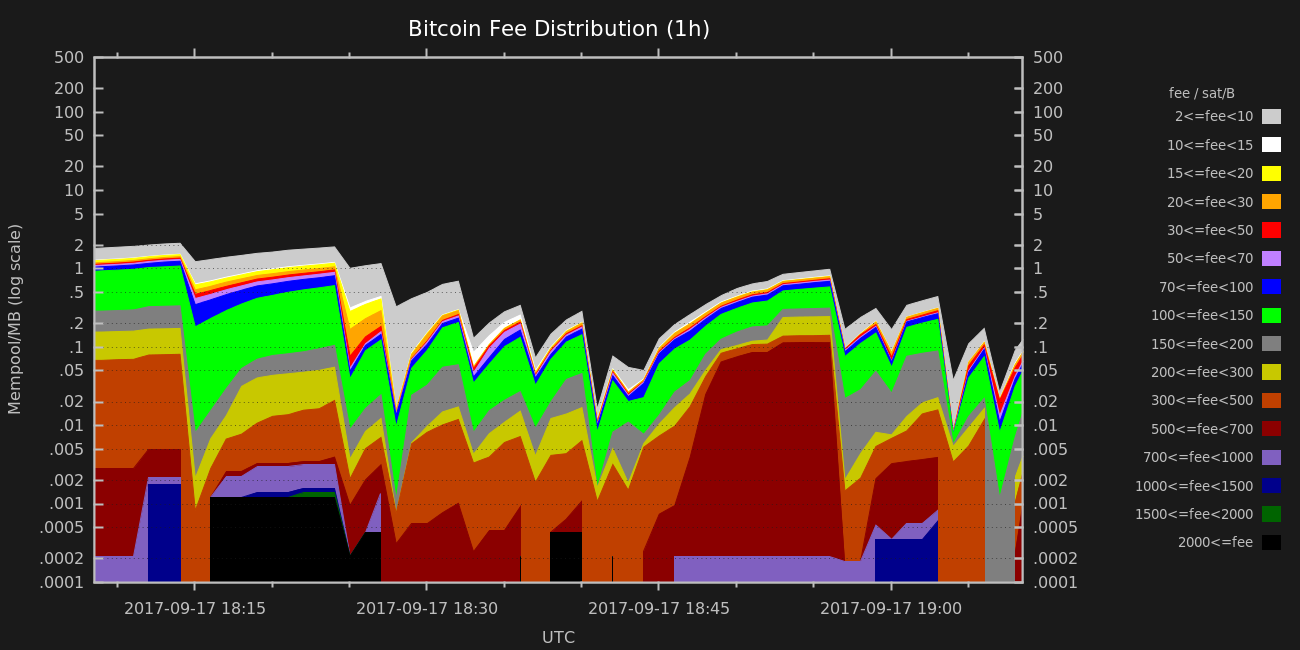 Bitcoin Fee Distribution (1h)
500
200
100
50
20
10
5
2
1
.5
.2
.1
.05
.02
.01
.005
.002
.001
.0005
.0002
.0001
Mempool/MB (log scale)
500
200
100
50
20
10
5
2
1
.5
.2
.1
.05
.02
.01
.005
.002
.001
.0005
.0002
.0001
2017-09-17 18:15
2017-09-17 18:30
2017-09-17 18:45
2017-09-17 19:00
UTC
fee / sat/B
2<=fee<10
10<=fee<15
15<=fee<20
20<=fee<30
30<=fee<50
50<=fee<70
70<=fee<100
100<=fee<150
150<=fee<200
200<=fee<300
300<=fee<500
500<=fee<700
700<=fee<1000
1000<=fee<1500
1500<=fee<2000
2000<=fee